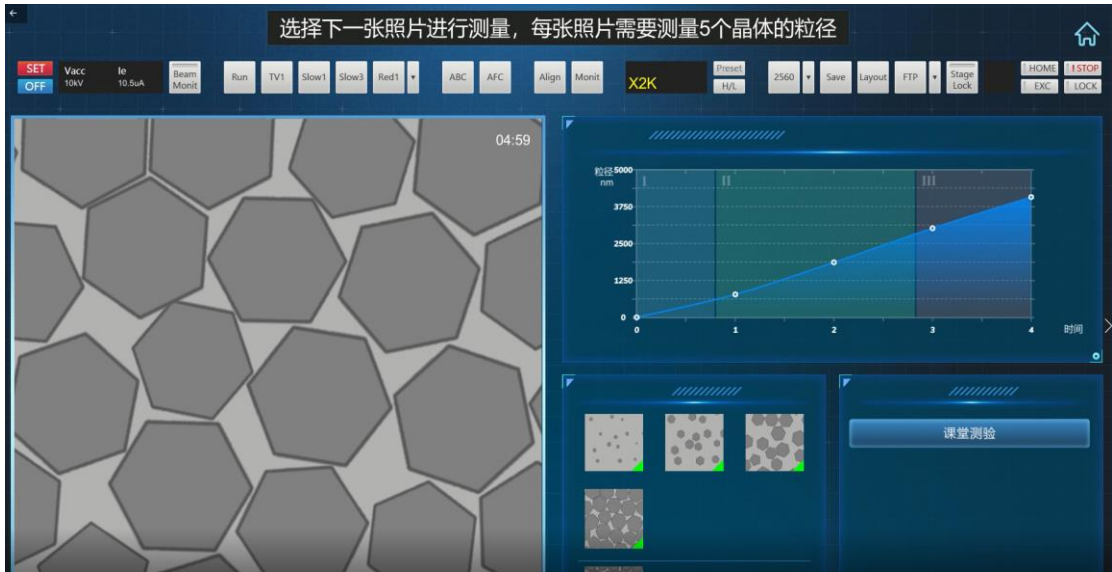 选择下一张照片进行测量，每张照片需要测量5个晶体的粒径
SET Vacc Ie Beam Monit Run TV1 Slow1 Slow3 Red1 ABC AFC Align Monit X2K Preset 2560 Save Layout FTP Stage Lock HOME !STOP
OFF 10kV 10.5uA H/L EXC LOCK
04:59
粒径 nm
5000
I II III
3750
2500
1250
0
0 1 2 3 4 时间
课堂测验